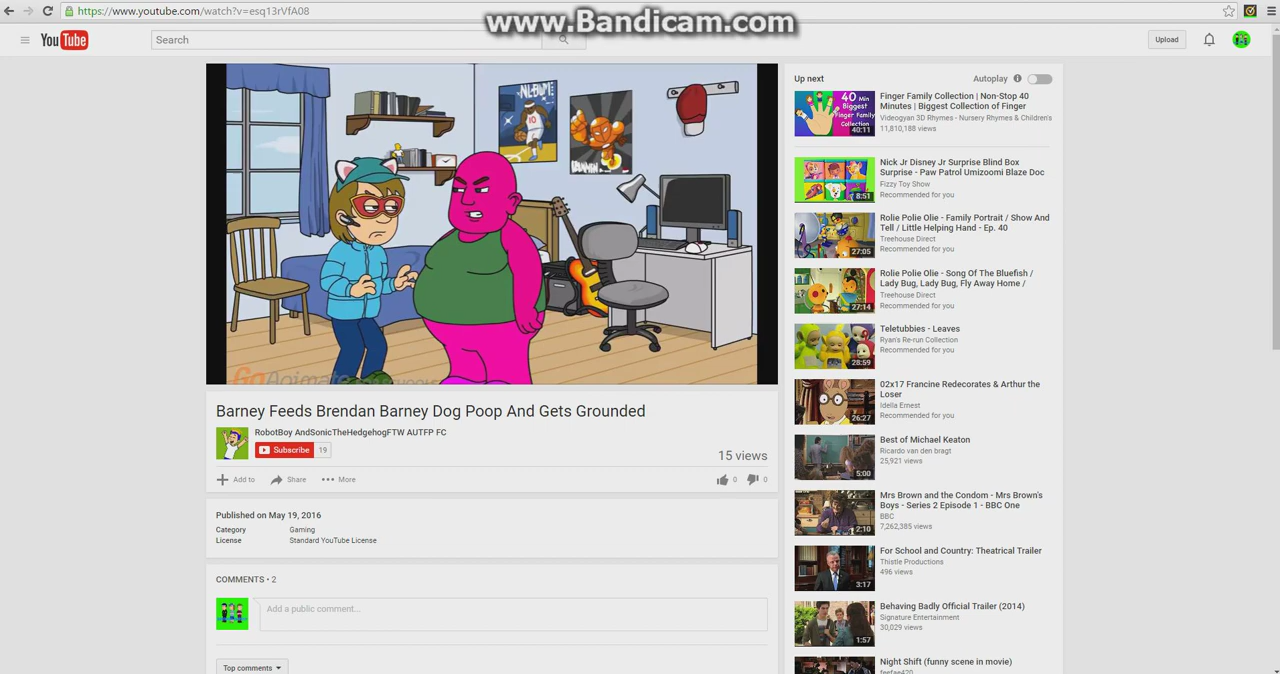 https://www.youtube.com/watch?v=esq13rVfA08
www.Bandicam.com
YouTube
Search
Upload
NLBUM!
10
Barney Feeds Brendan Barney Dog Poop And Gets Grounded
RobotBoy AndSonicTheHedgehogFTW AUTFP FC
Subscribe 19
15 views
Add to Share More
0 0
Published on May 19, 2016
Category Gaming
License Standard YouTube License
COMMENTS • 2
Add a public comment...
Top comments
Up next
Autoplay
40 Min
Biggest
Finger Family
Collection
40:11
Finger Family Collection | Non-Stop 40
Minutes | Biggest Collection of Finger
Videogyan 3D Rhymes - Nursery Rhymes & Children's
11,810,188 views
8:51
Nick Jr Disney Jr Surprise Blind Box
Surprise - Paw Patrol Umizoomi Blaze Doc
Fizzy Toy Show
Recommended for you
27:05
Rolie Polie Olie - Family Portrait / Show And
Tell / Little Helping Hand - Ep. 40
Treehouse Direct
Recommended for you
27:14
Rolie Polie Olie - Song Of The Bluefish /
Lady Bug, Lady Bug, Fly Away Home /
Treehouse Direct
Recommended for you
28:59
Teletubbies - Leaves
Ryan's Re-run Collection
Recommended for you
26:27
02x17 Francine Redecorates & Arthur the
Loser
Idella Ernest
Recommended for you
5:00
Best of Michael Keaton
Ricardo van den bragt
25,921 views
2:10
Mrs Brown and the Condom - Mrs Brown's
Boys - Series 2 Episode 1 - BBC One
BBC
7,262,385 views
3:17
For School and Country: Theatrical Trailer
Thistle Productions
496 views
1:57
Behaving Badly Official Trailer (2014)
Signature Entertainment
30,029 views
Night Shift (funny scene in movie)